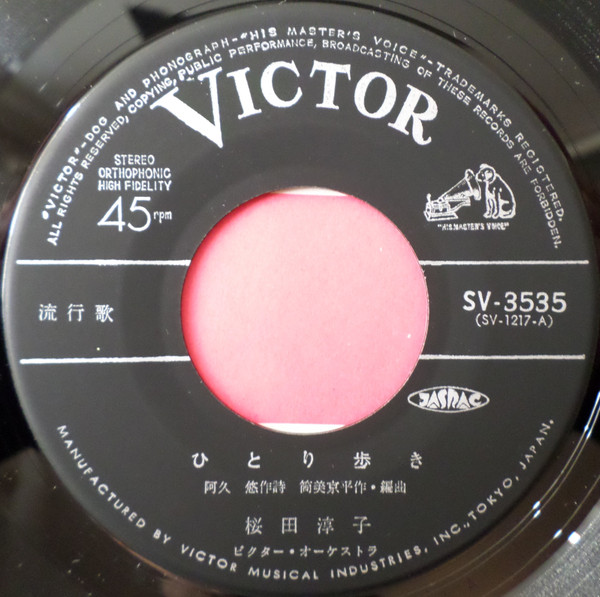 "VICTOR"-DOG AND PHONOGRAPH-"HIS MASTER'S VOICE"-TRADEMARKS REGISTERED.
ALL RIGHTS RESERVED, COPYING, PUBLIC PERFORMANCE, BROADCASTING OF THESE RECORDS ARE FORBIDDEN.
VICTOR
STEREO
ORTHOPHONIC
HIGH FIDELITY
45 rpm
"HIS MASTER'S VOICE"
流行歌
SV-3535
(SV-1217-A)
JASRAC
ひとり歩き
阿久 悠作詩 筒美京平作・編曲
桜田淳子
ビクター・オーケストラ
MANUFACTURED BY VICTOR MUSICAL INDUSTRIES, INC., TOKYO, JAPAN.